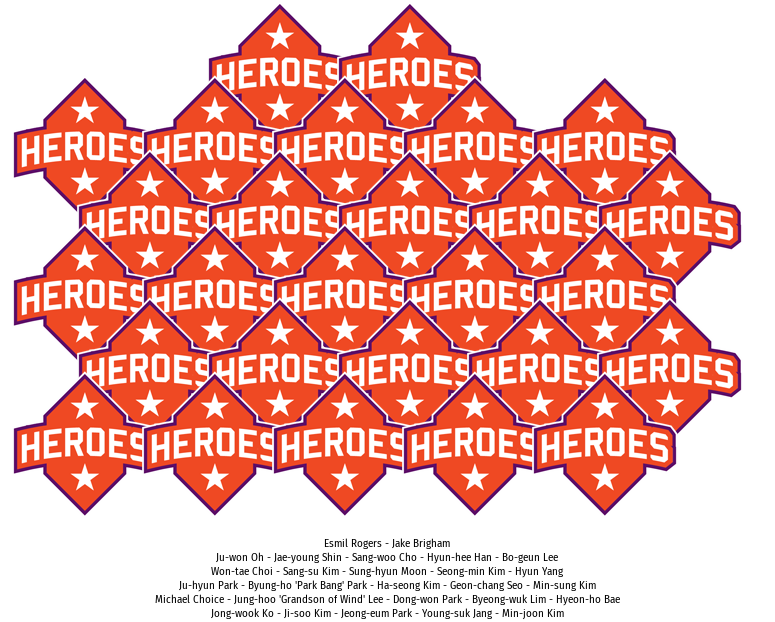 HEROES HEROES
HEROES HEROES HEROES HEROES HEROES
HEROES HEROES HEROES HEROES HEROES
HEROES HEROES HEROES HEROES HEROES
HEROES HEROES HEROES HEROES HEROES
HEROES HEROES HEROES HEROES HEROES
Esmil Rogers - Jake Brigham
Ju-won Oh - Jae-young Shin - Sang-woo Cho - Hyun-hee Han - Bo-geun Lee
Won-tae Choi - Sang-su Kim - Sung-hyun Moon - Seong-min Kim - Hyun Yang
Ju-hyun Park - Byung-ho 'Park Bang' Park - Ha-seong Kim - Geon-chang Seo - Min-sung Kim
Michael Choice - Jung-hoo 'Grandson of Wind' Lee - Dong-won Park - Byeong-wuk Lim - Hyeon-ho Bae
Jong-wook Ko - Ji-soo Kim - Jeong-eum Park - Young-suk Jang - Min-joon Kim